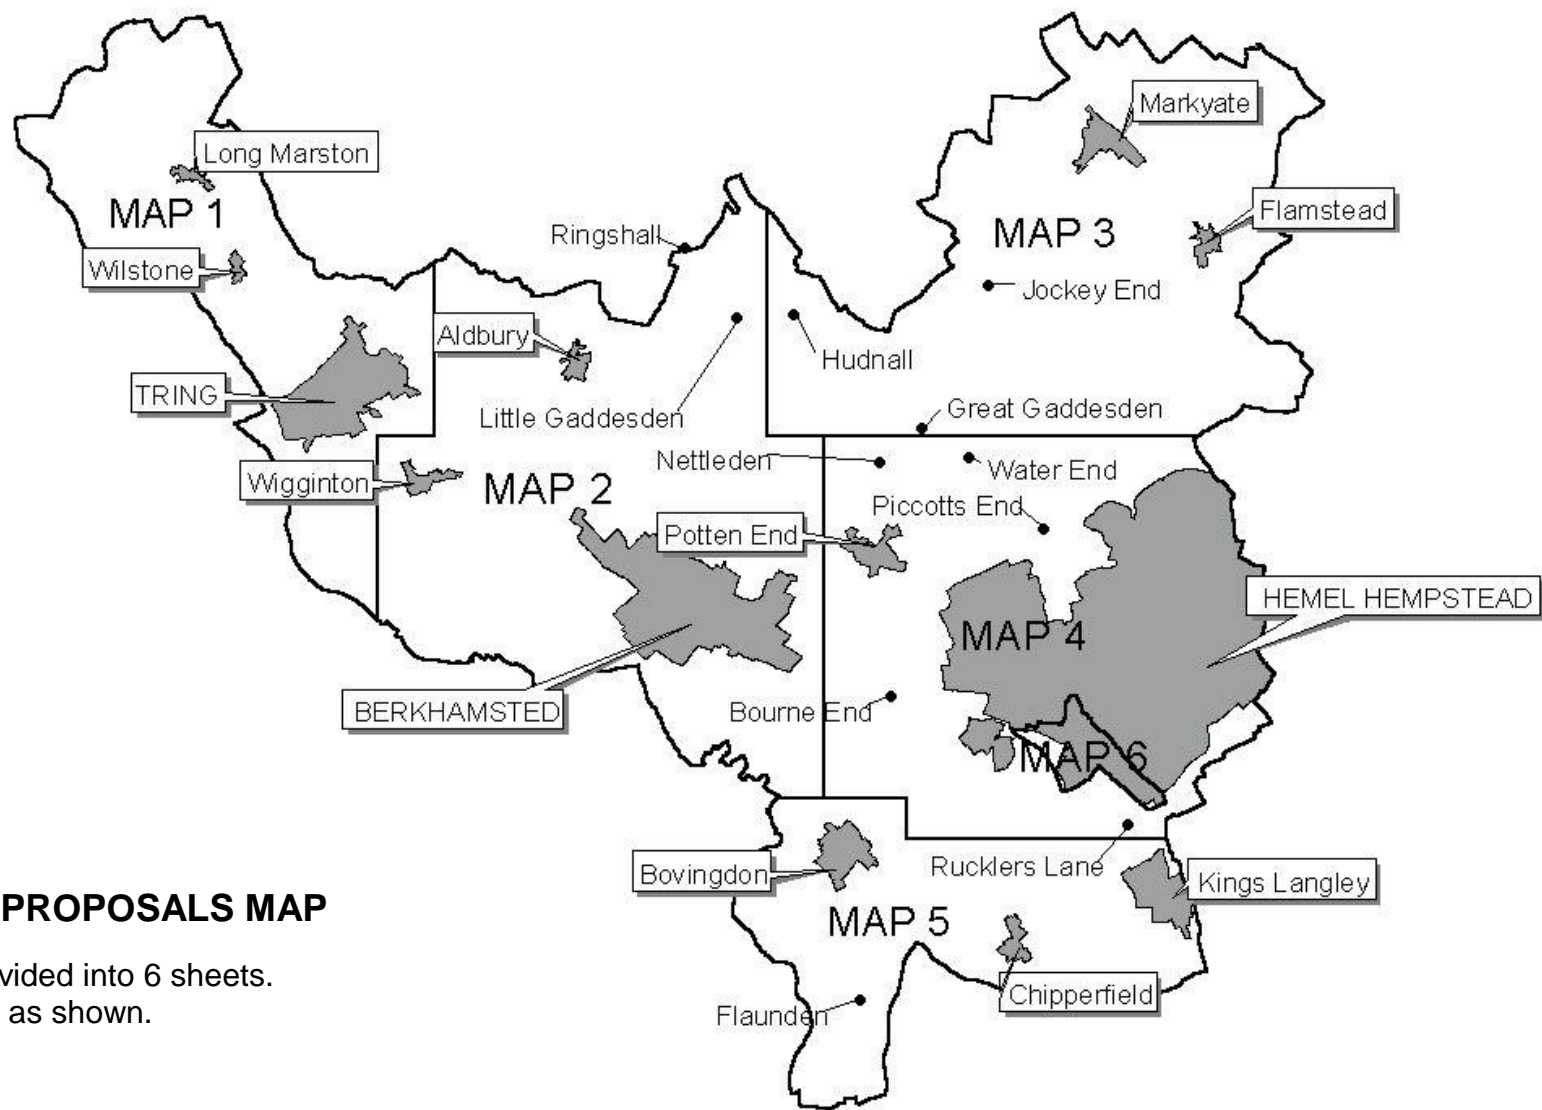 Markyate
Long Marston
MAP 1
Flamstead
Ringshall
MAP 3
Wilstone
Jockey End
Aldbury
Hudnall
TRING
Little Gaddesden
Great Gaddesden
Nettleden
Water End
Wigginton
MAP 2
Piccotts End
Potten End
HEMEL HEMPSTEAD
MAP 4
BERKHAMSTED
Bourne End
MAP 6
Bovingdon
Rucklers Lane
Kings Langley
PROPOSALS MAP
MAP 5
vided into 6 sheets.
Chipperfield
as shown.
Flaunden